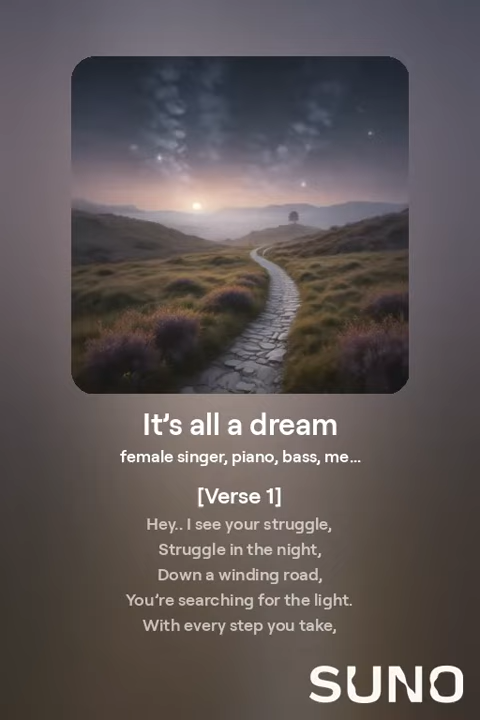 It's all a dream
female singer, piano, bass, me...
[Verse 1]
Hey.. I see your struggle,
Struggle in the night,
Down a winding road,
You're searching for the light.
With every step you take,
SUNO